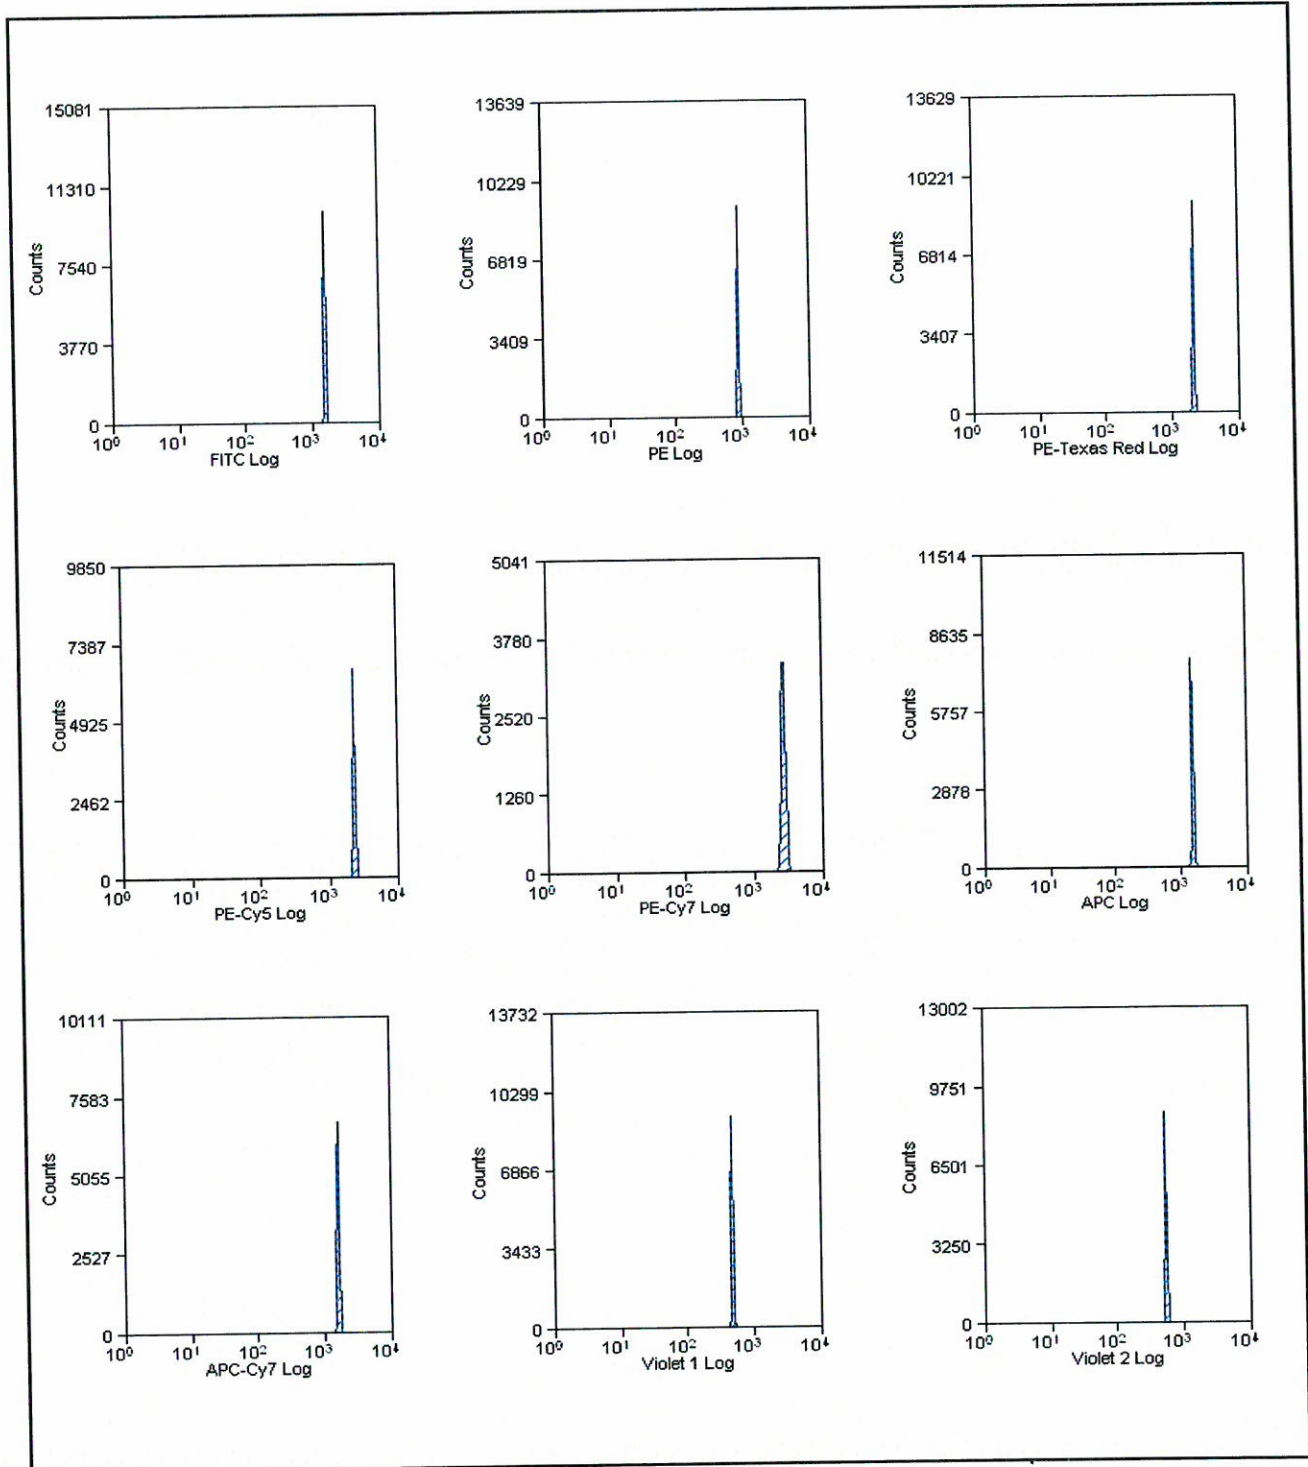 15081
11310
7540
3770
0
Counts
10⁰ 10¹ 10² 10³ 10⁴
FITC Log
13639
10229
6819
3409
0
Counts
10⁰ 10¹ 10² 10³ 10⁴
PE Log
13629
10221
6814
3407
0
Counts
10⁰ 10¹ 10² 10³ 10⁴
PE-Texas Red Log
9850
7387
4925
2462
0
Counts
10⁰ 10¹ 10² 10³ 10⁴
PE-Cy5 Log
5041
3780
2520
1260
0
Counts
10⁰ 10¹ 10² 10³ 10⁴
PE-Cy7 Log
11514
8635
5757
2878
0
Counts
10⁰ 10¹ 10² 10³ 10⁴
APC Log
10111
7583
5055
2527
0
Counts
10⁰ 10¹ 10² 10³ 10⁴
APC-Cy7 Log
13732
10299
6866
3433
0
Counts
10⁰ 10¹ 10² 10³ 10⁴
Violet 1 Log
13002
9751
6501
3250
0
Counts
10⁰ 10¹ 10² 10³ 10⁴
Violet 2 Log